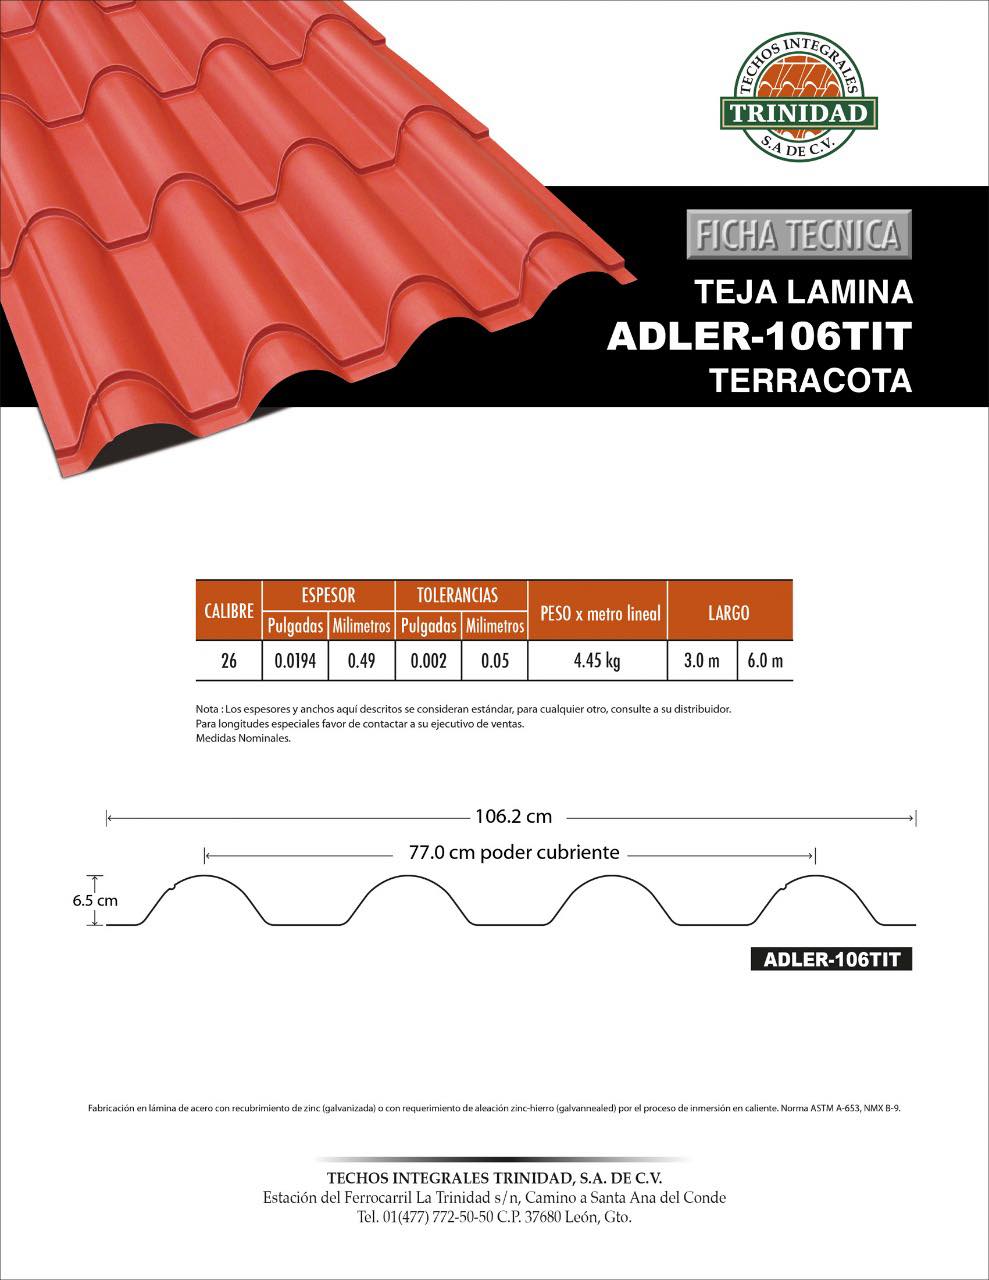 TECHOS INTEGRALES
TRINIDAD
S.A DE C.V.
FICHA TECNICA
TEJA LAMINA
ADLER-106TIT
TERRACOTA
CALIBRE ESPESOR TOLERANCIAS PESO x metro lineal LARGO
Pulgadas Milimetros Pulgadas Milimetros
26 0.0194 0.49 0.002 0.05 4.45 kg 3.0 m 6.0 m
Nota : Los espesores y anchos aquí descritos se consideran estándar, para cualquier otro, consulte a su distribuidor.
Para longitudes especiales favor de contactar a su ejecutivo de ventas.
Medidas Nominales.
106.2 cm
77.0 cm poder cubriente
6.5 cm
ADLER-106TIT
Fabricación en lámina de acero con recubrimiento de zinc (galvanizada) o con requerimiento de aleación zinc-hierro (galvannealed) por el proceso de inmersión en caliente. Norma ASTM A-653, NMX B-9.
TECHOS INTEGRALES TRINIDAD, S.A. DE C.V.
Estación del Ferrocarril La Trinidad s/n, Camino a Santa Ana del Conde
Tel. 01(477) 772-50-50 C.P. 37680 León, Gto.